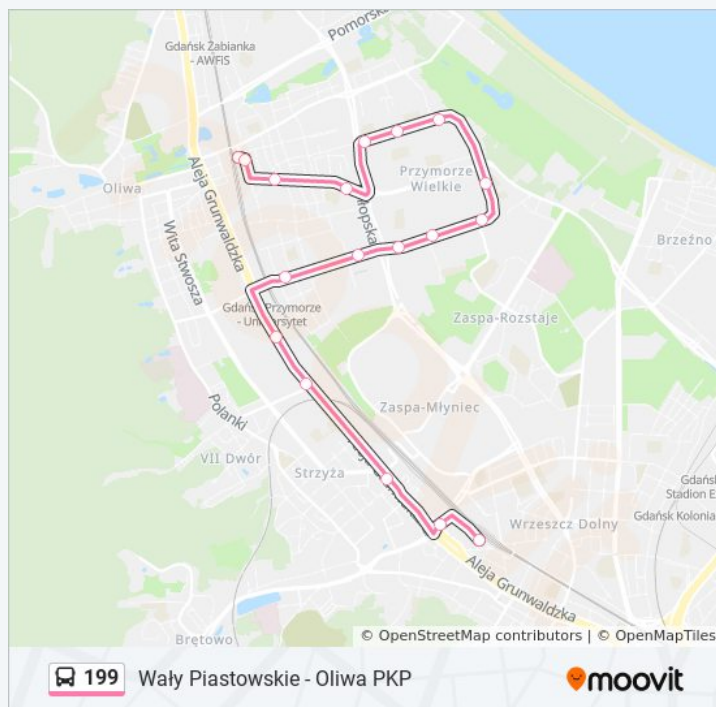 Pomorska
Gdańsk Żabianka
- AWFiS
Przymorze
Wielkie
Oliwa
Aleja Grunwaldzka
Wita Stwosza
Brzeźno
Gdańsk Przymorze
- Uniwersytet
Zaspa-Rozstaje
Polanki
Zaspa-Młyniec
VII Dwór
Strzyża
Gdańsk
Stadion E
Wrzeszcz Dolny
Gdańsk Kolonia
Aleja Grunwaldzka
Brętowo
© OpenStreetMap contributors | © OpenMapTiles
199 Wały Piastowskie - Oliwa PKP
moovit